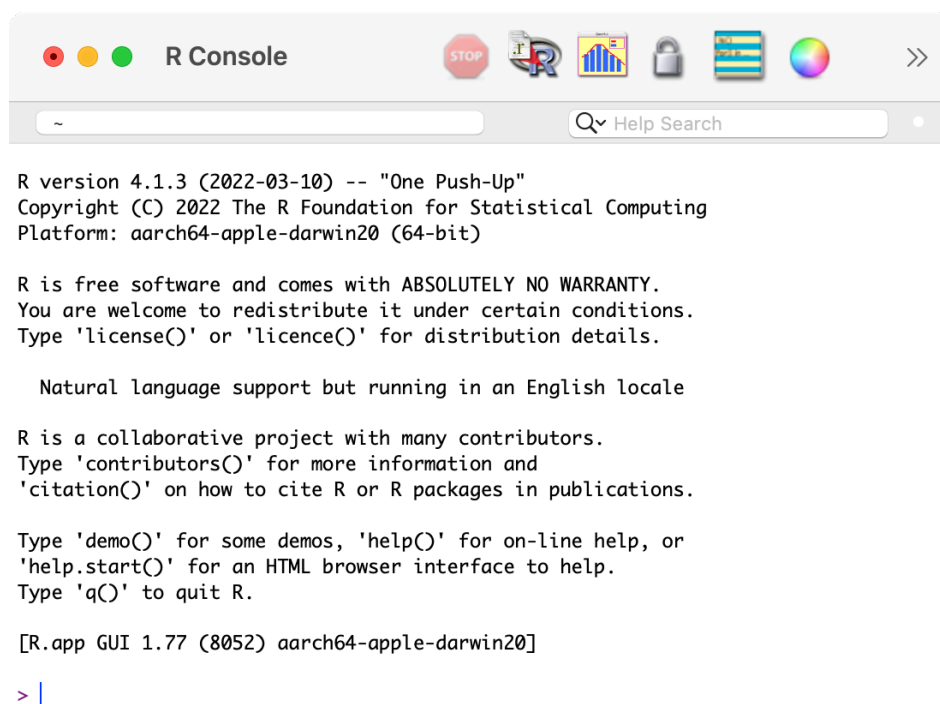 R Console
STOP
~
Help Search
R version 4.1.3 (2022-03-10) -- "One Push-Up"
Copyright (C) 2022 The R Foundation for Statistical Computing
Platform: aarch64-apple-darwin20 (64-bit)
R is free software and comes with ABSOLUTELY NO WARRANTY.
You are welcome to redistribute it under certain conditions.
Type 'license()' or 'licence()' for distribution details.
Natural language support but running in an English locale
R is a collaborative project with many contributors.
Type 'contributors()' for more information and
'citation()' on how to cite R or R packages in publications.
Type 'demo()' for some demos, 'help()' for on-line help, or
'help.start()' for an HTML browser interface to help.
Type 'q()' to quit R.
[R.app GUI 1.77 (8052) aarch64-apple-darwin20]
>